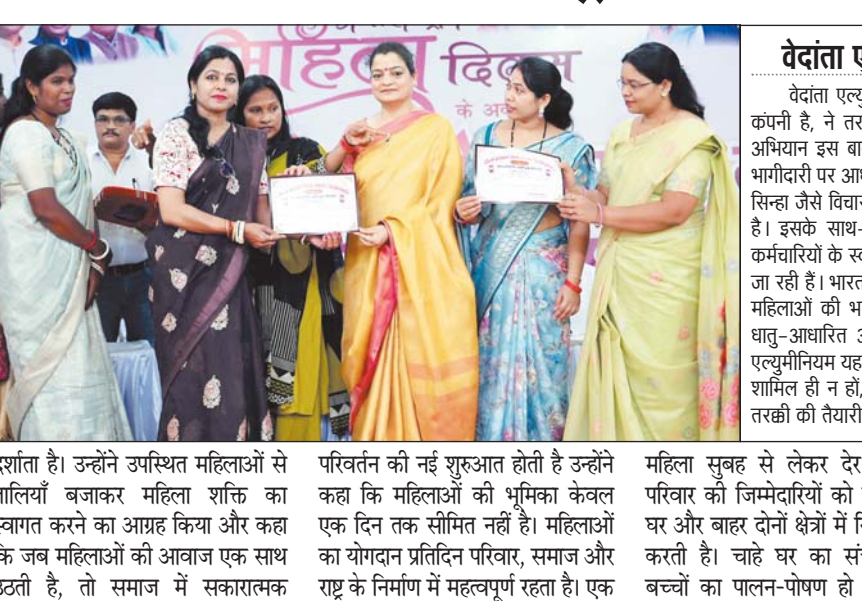 महिला दिवस
के अव
दर्शाता है। उन्होंने उपस्थित महिलाओं से
तालियाँ बजाकर महिला शक्ति का
स्वागत करने का आग्रह किया और कहा
कि जब महिलाओं की आवाज एक साथ
उठती है, तो समाज में सकारात्मक
परिवर्तन की नई शुरुआत होती है उन्होंने
कहा कि महिलाओं की भूमिका केवल
एक दिन तक सीमित नहीं है। महिलाओं
का योगदान प्रतिदिन परिवार, समाज और
राष्ट्र के निर्माण में महत्वपूर्ण रहता है। एक
महिला सुबह से लेकर देर
परिवार की जिम्मेदारियों को
घर और बाहर दोनों क्षेत्रों में
करती है। चाहे घर का
बच्चों का पालन-पोषण हो
वेदांता ए
वेदांता एल्यु
कंपनी है, ने तर
अभियान इस बा
भागीदारी पर आध
सिन्हा जैसे विचार
है। इसके साथ-
कर्मचारियों के स्व
जा रही हैं। भारत
महिलाओं की भ
धातु-आधारित अ
एल्युमीनियम यह
शामिल ही न हों,
तरक्की की तैयारी